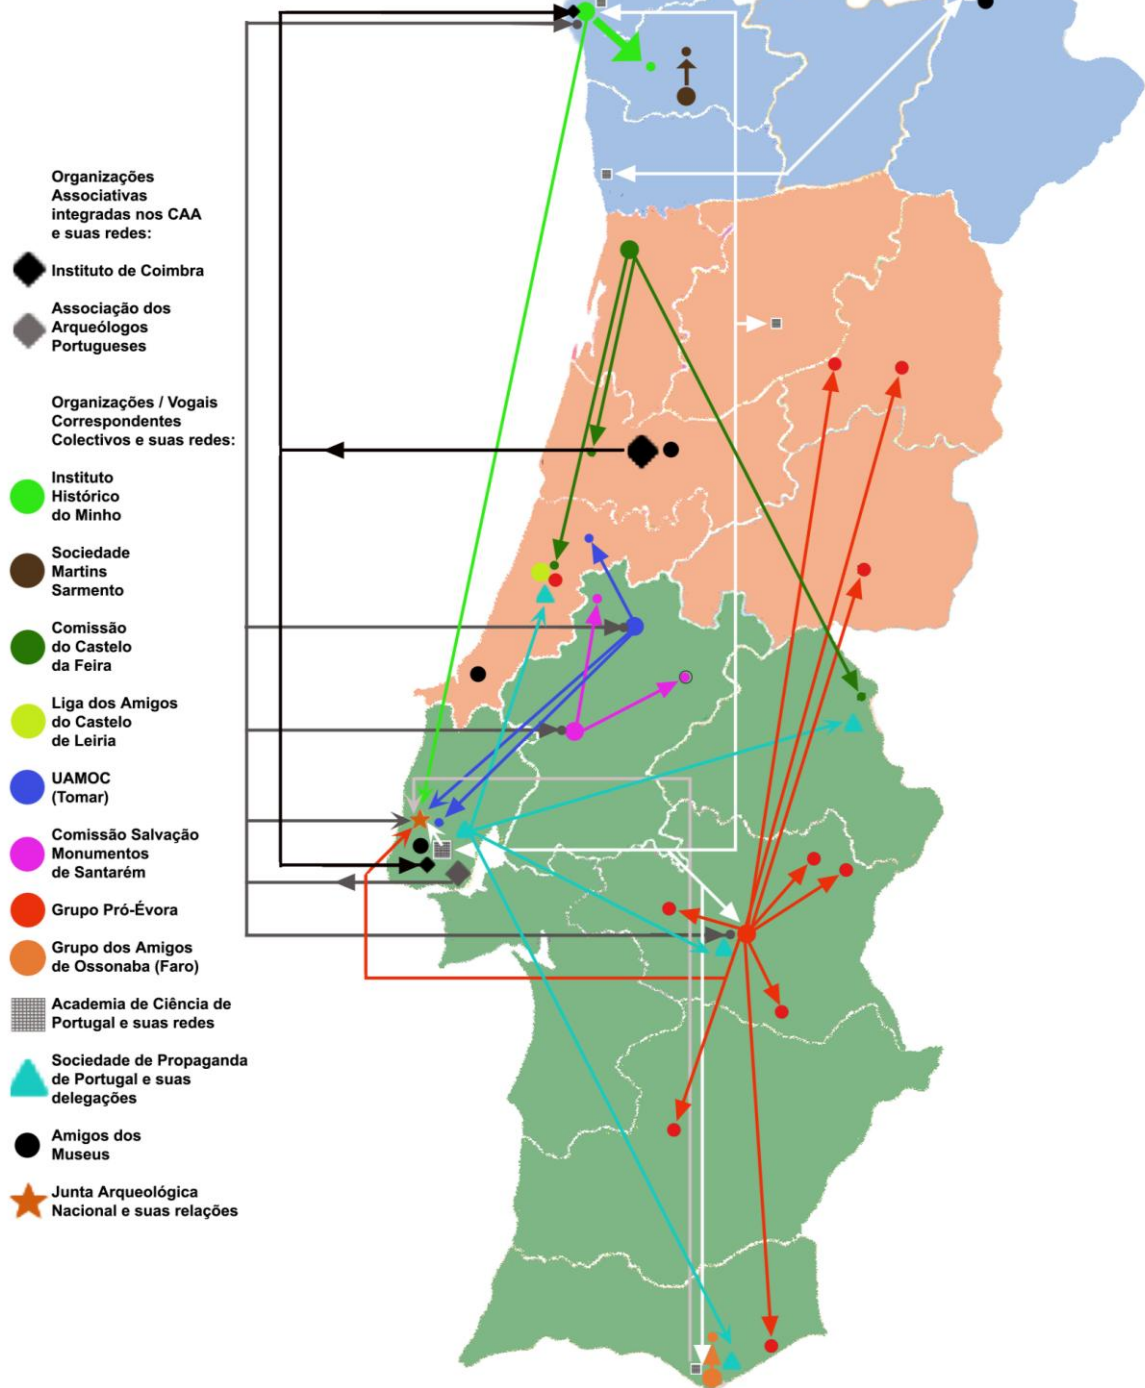 Organizações
Associativas
integradas nos CAA
e suas redes:
Instituto de Coimbra
Associação dos
Arqueólogos
Portugueses
Organizações / Vogais
Correspondentes
Colectivos e suas redes:
Instituto
Histórico
do Minho
Sociedade
Martins
Sarmento
Comissão
do Castelo
da Feira
Liga dos Amigos
do Castelo
de Leiria
UAMOC
(Tomar)
Comissão Salvação
Monumentos
de Santarém
Grupo Pró-Évora
Grupo dos Amigos
de Ossonaba (Faro)
Academia de Ciência de
Portugal e suas redes
Sociedade de Propaganda
de Portugal e suas
delegações
Amigos dos
Museus
Junta Arqueológica
Nacional e suas relações